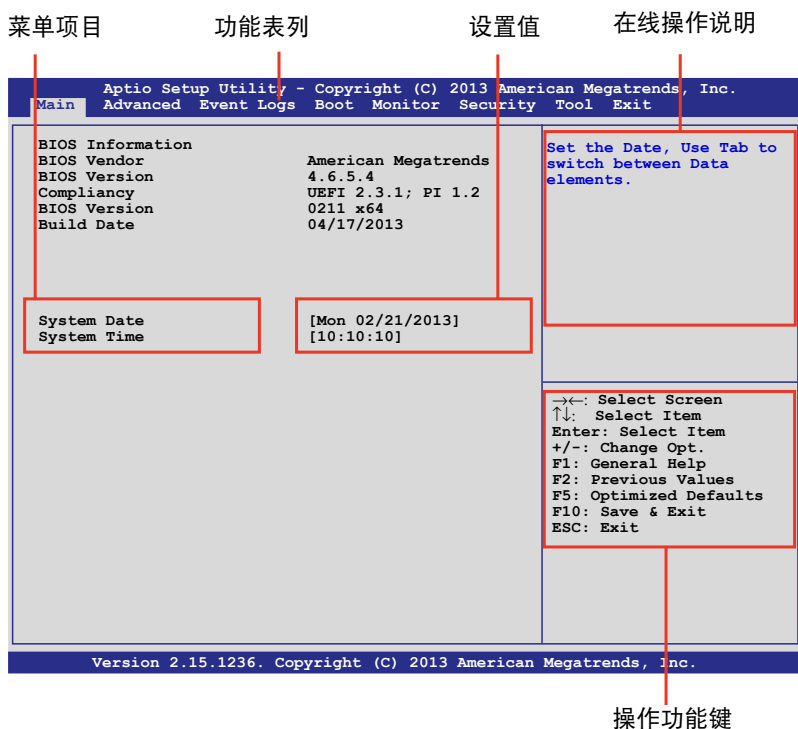 菜单项目 功能表列 设置值 在线操作说明
Aptio Setup Utility - Copyright (C) 2013 American Megatrends, Inc.
Main Advanced Event Logs Boot Monitor Security Tool Exit
BIOS Information
BIOS Vendor American Megatrends
BIOS Version 4.6.5.4
Compliancy UEFI 2.3.1; PI 1.2
BIOS Version 0211 x64
Build Date 04/17/2013
System Date [Mon 02/21/2013]
System Time [10:10:10]
Set the Date, Use Tab to
switch between Data
elements.
→←: Select Screen
↑↓: Select Item
Enter: Select Item
+/-: Change Opt.
F1: General Help
F2: Previous Values
F5: Optimized Defaults
F10: Save & Exit
ESC: Exit
Version 2.15.1236. Copyright (C) 2013 American Megatrends, Inc.
操作功能键